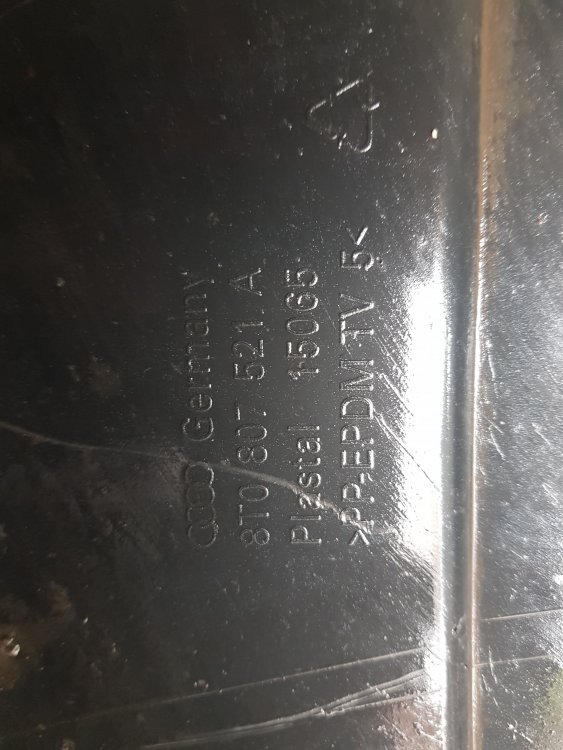 Germany
8T0 807 521 A
Plastal 15065
>PP-EPDM TV 5<